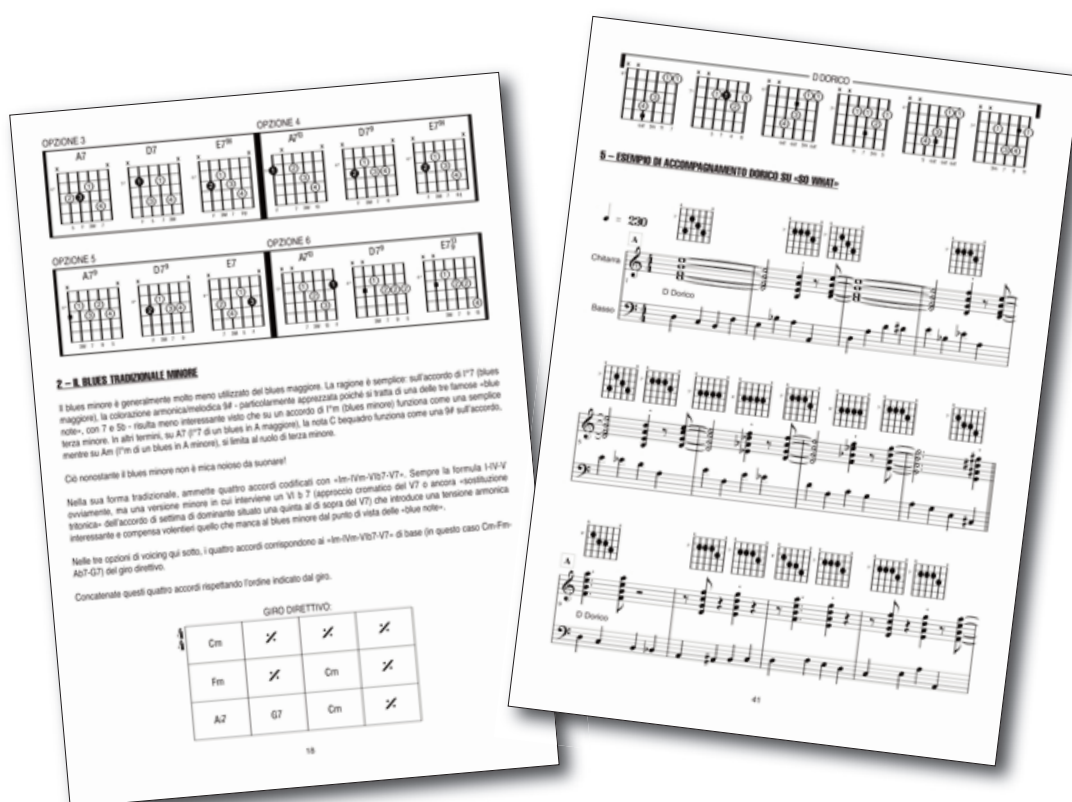 OPZIONE 3
OPZIONE 4
A7 D7 E7
D7 E7
OPZIONE 5
OPZIONE 6
D7 E7
D7
2 – IL BLUES TRADIZIONALE MINORE
Il blues minore è generalmente molto meno utilizzato del blues maggiore. La ragione è semplice: sull'accordo di I°7 (blues
maggiore), la colorazione armonica/melodica 9# - particolarmente apprezzata poiché si tratta di una delle tre famose «blue
note», con 7 e 5b - risulta meno interessante visto che su un accordo di I°m (blues minore) funziona come una semplice
terza minore. In altri termini, su A7 (I°7 di un blues in A maggiore), la nota C bequadro funziona come una 9# sull'accordo,
mentre su Am (I°m di un blues in A minore), si limita al ruolo di terza minore.
Ciò nonostante il blues minore non è mica noioso da suonare!
Nella sua forma tradizionale, ammette quattro accordi codificati con «Im-IVm-VIb7-V7». Sempre la formula I-IV-V
ovviamente, ma una versione minore in cui interviene un VI b 7 (approccio cromatico del V7 o ancora «sostituzione
tritonica» dell'accordo di settima di dominante situato una quinta al di sopra del V7) che introduce una tensione armonica
interessante e compensa volentieri quello che manca al blues minore dal punto di vista delle «blue note».
Nelle tre opzioni di voicing qui sotto, i quattro accordi corrispondono ai «Im-IVm-VIb7-V7» di base (in questo caso Cm-Fm-
Ab7-G7) del giro direttivo.
Concatenate questi quattro accordi rispettando l'ordine indicato dal giro.
GIRO DIRETTIVO:
Cm
Fm Cm
A♭7 G7 Cm
18
D DORICO
5 – ESEMPIO DI ACCOMPAGNAMENTO DORICO SU «SO WHAT»
= 230
A
Chitarra
D Dorico
Basso
A
D Dorico
41